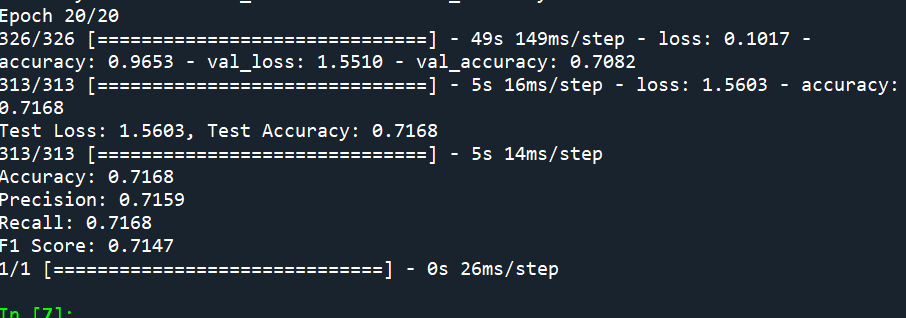 Epoch 20/20
326/326 [==============================] - 49s 149ms/step - loss: 0.1017 -
accuracy: 0.9653 - val_loss: 1.5510 - val_accuracy: 0.7082
313/313 [==============================] - 5s 16ms/step - loss: 1.5603 - accuracy:
0.7168
Test Loss: 1.5603, Test Accuracy: 0.7168
313/313 [==============================] - 5s 14ms/step
Accuracy: 0.7168
Precision: 0.7159
Recall: 0.7168
F1 Score: 0.7147
1/1 [==============================] - 0s 26ms/step
In [7]: